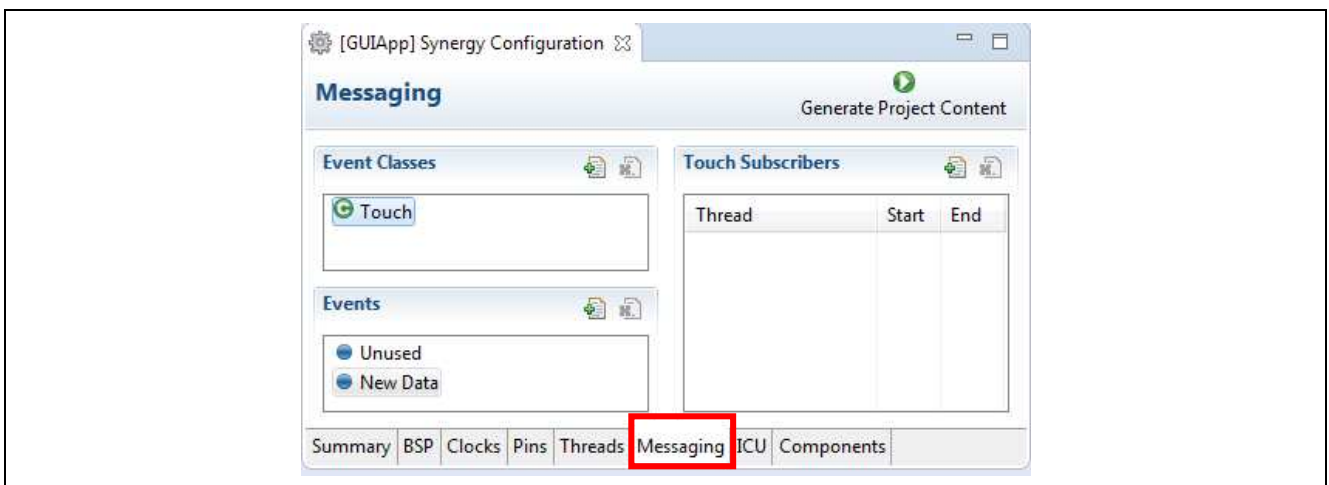 [GUIApp] Synergy Configuration
Messaging
Generate Project Content
Event Classes
Touch
Events
Unused
New Data
Touch Subscribers
Thread Start End
Summary BSP Clocks Pins Threads Messaging ICU Components